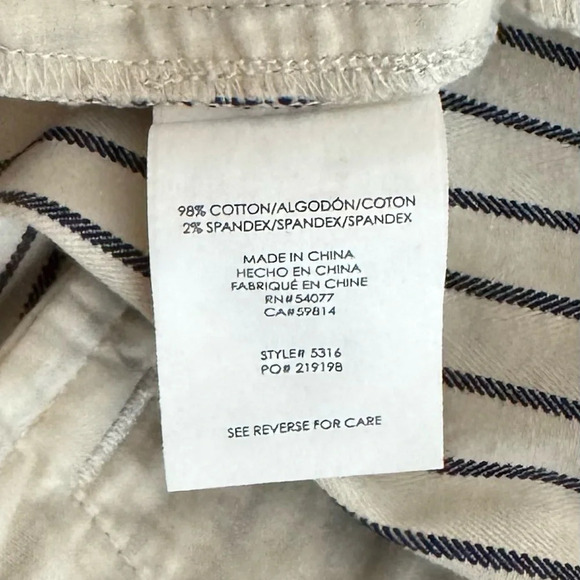 98% COTTON/ALGODÓN/COTON
2% SPANDEX/SPANDEX/SPANDEX
MADE IN CHINA
HECHO EN CHINA
FABRIQUÉ EN CHINE
RN# 54077
CA# 59814
STYLE# 5316
PO# 219198
SEE REVERSE FOR CARE